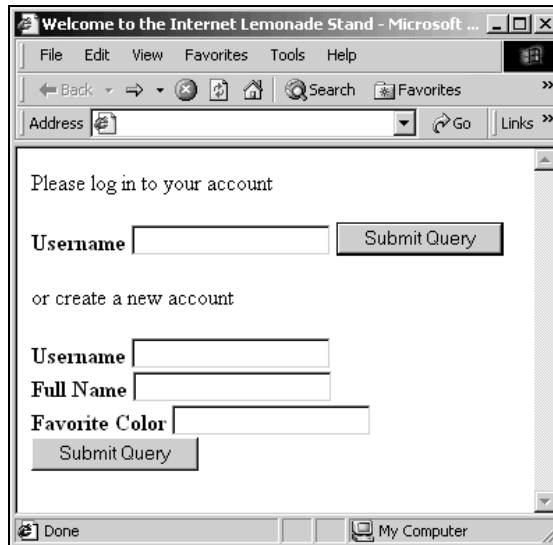 Welcome to the Internet Lemonade Stand - Microsoft ...
File Edit View Favorites Tools Help
Back Search Favorites »
Address Go Links »
Please log in to your account
Username Submit Query
or create a new account
Username
Full Name
Favorite Color
Submit Query
Done My Computer